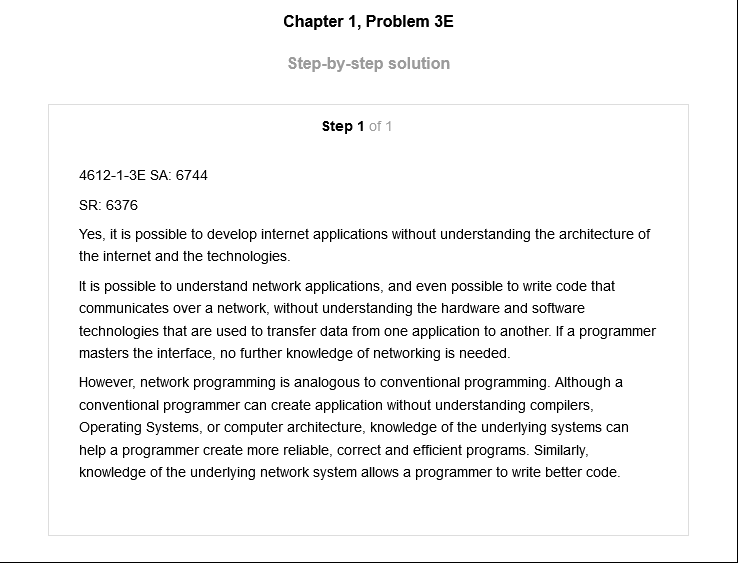 Chapter 1, Problem 3E
Step-by-step solution
Step 1 of 1
4612-1-3E SA: 6744
SR: 6376
Yes, it is possible to develop internet applications without understanding the architecture of
the internet and the technologies.
It is possible to understand network applications, and even possible to write code that
communicates over a network, without understanding the hardware and software
technologies that are used to transfer data from one application to another. If a programmer
masters the interface, no further knowledge of networking is needed.
However, network programming is analogous to conventional programming. Although a
conventional programmer can create application without understanding compilers,
Operating Systems, or computer architecture, knowledge of the underlying systems can
help a programmer create more reliable, correct and efficient programs. Similarly,
knowledge of the underlying network system allows a programmer to write better code.